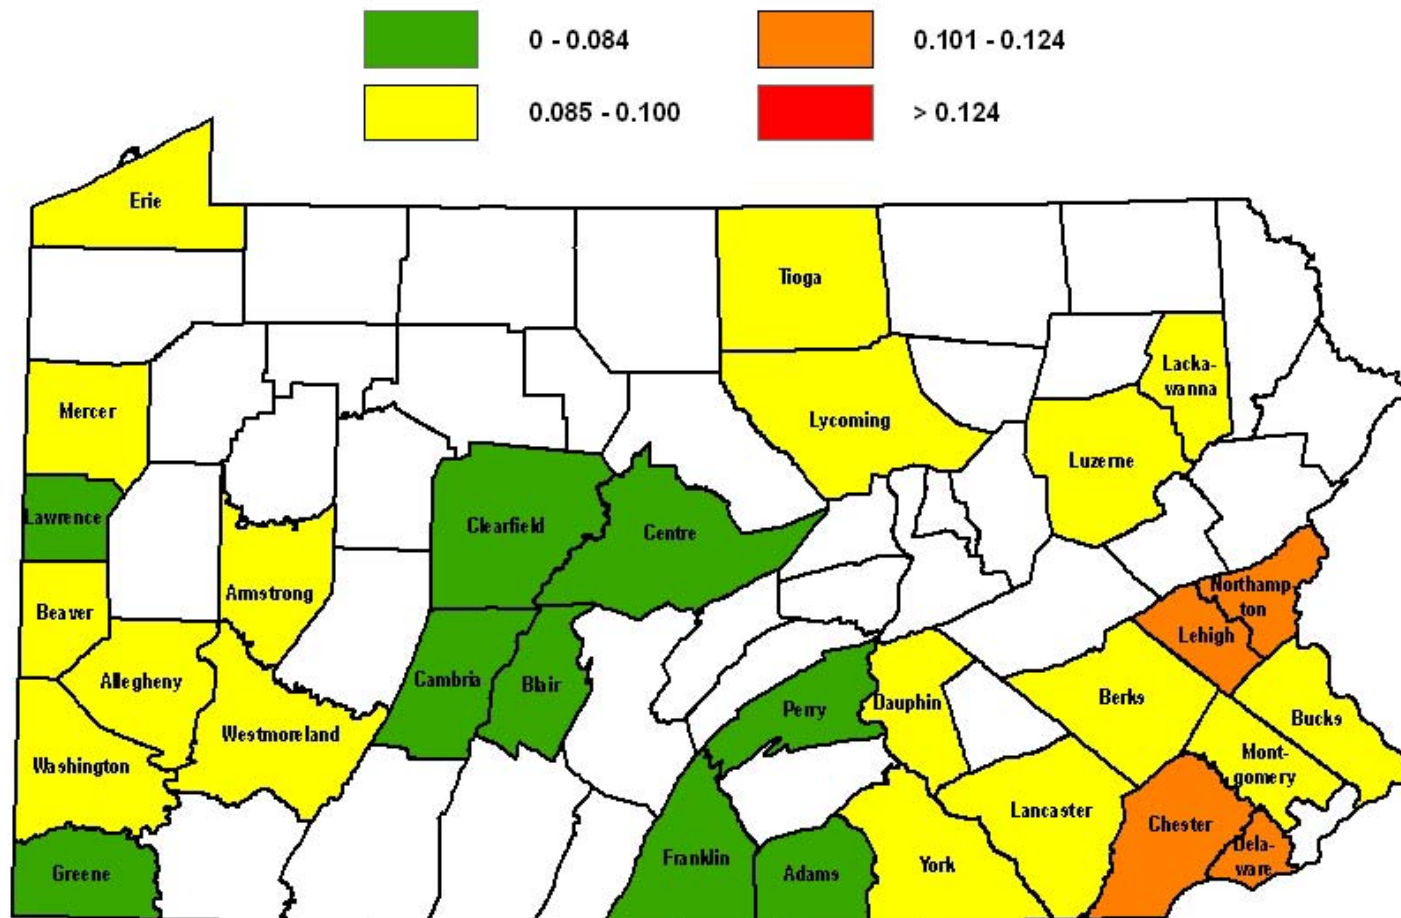 0 - 0.084
0.101 - 0.124
0.085 - 0.100
> 0.124
Erie
Tioga
Lacka-
wanna
Mercer
Lycoming
Luzerne
Lawrence
Clearfield
Centre
Armstrong
Beaver
Northamp
ton
Lehigh
Allegheny
Cambria
Blair
Berks
Dauphin
Perry
Bucks
Westmoreland
Washington
Mont-
gomery
Lancaster
Chester
Dela-
ware
Franklin
York
Adams
Greene